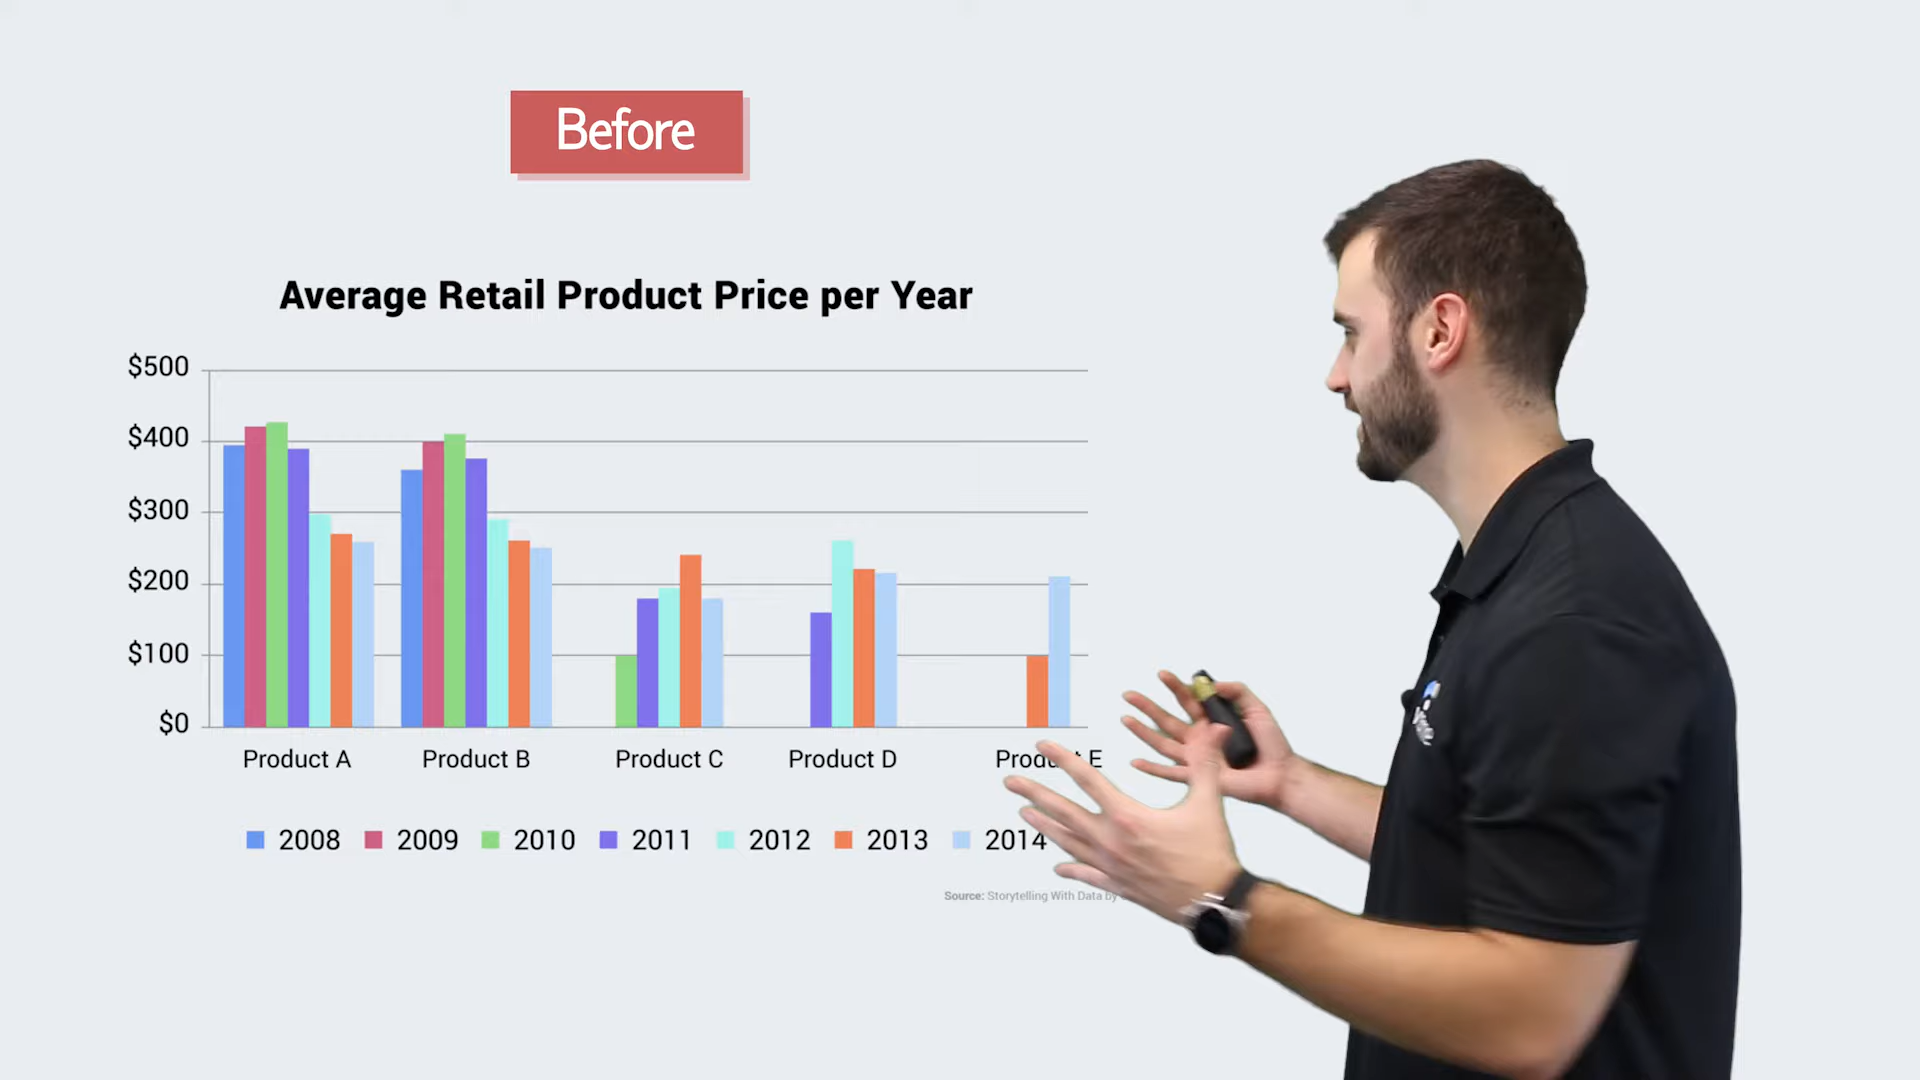 Before
Average Retail Product Price per Year
$500
$400
$300
$200
$100
$0
Product A Product B Product C Product D E
2008 2009 2010 2011 2012 2013 2014
Source: Storytelling With Data by